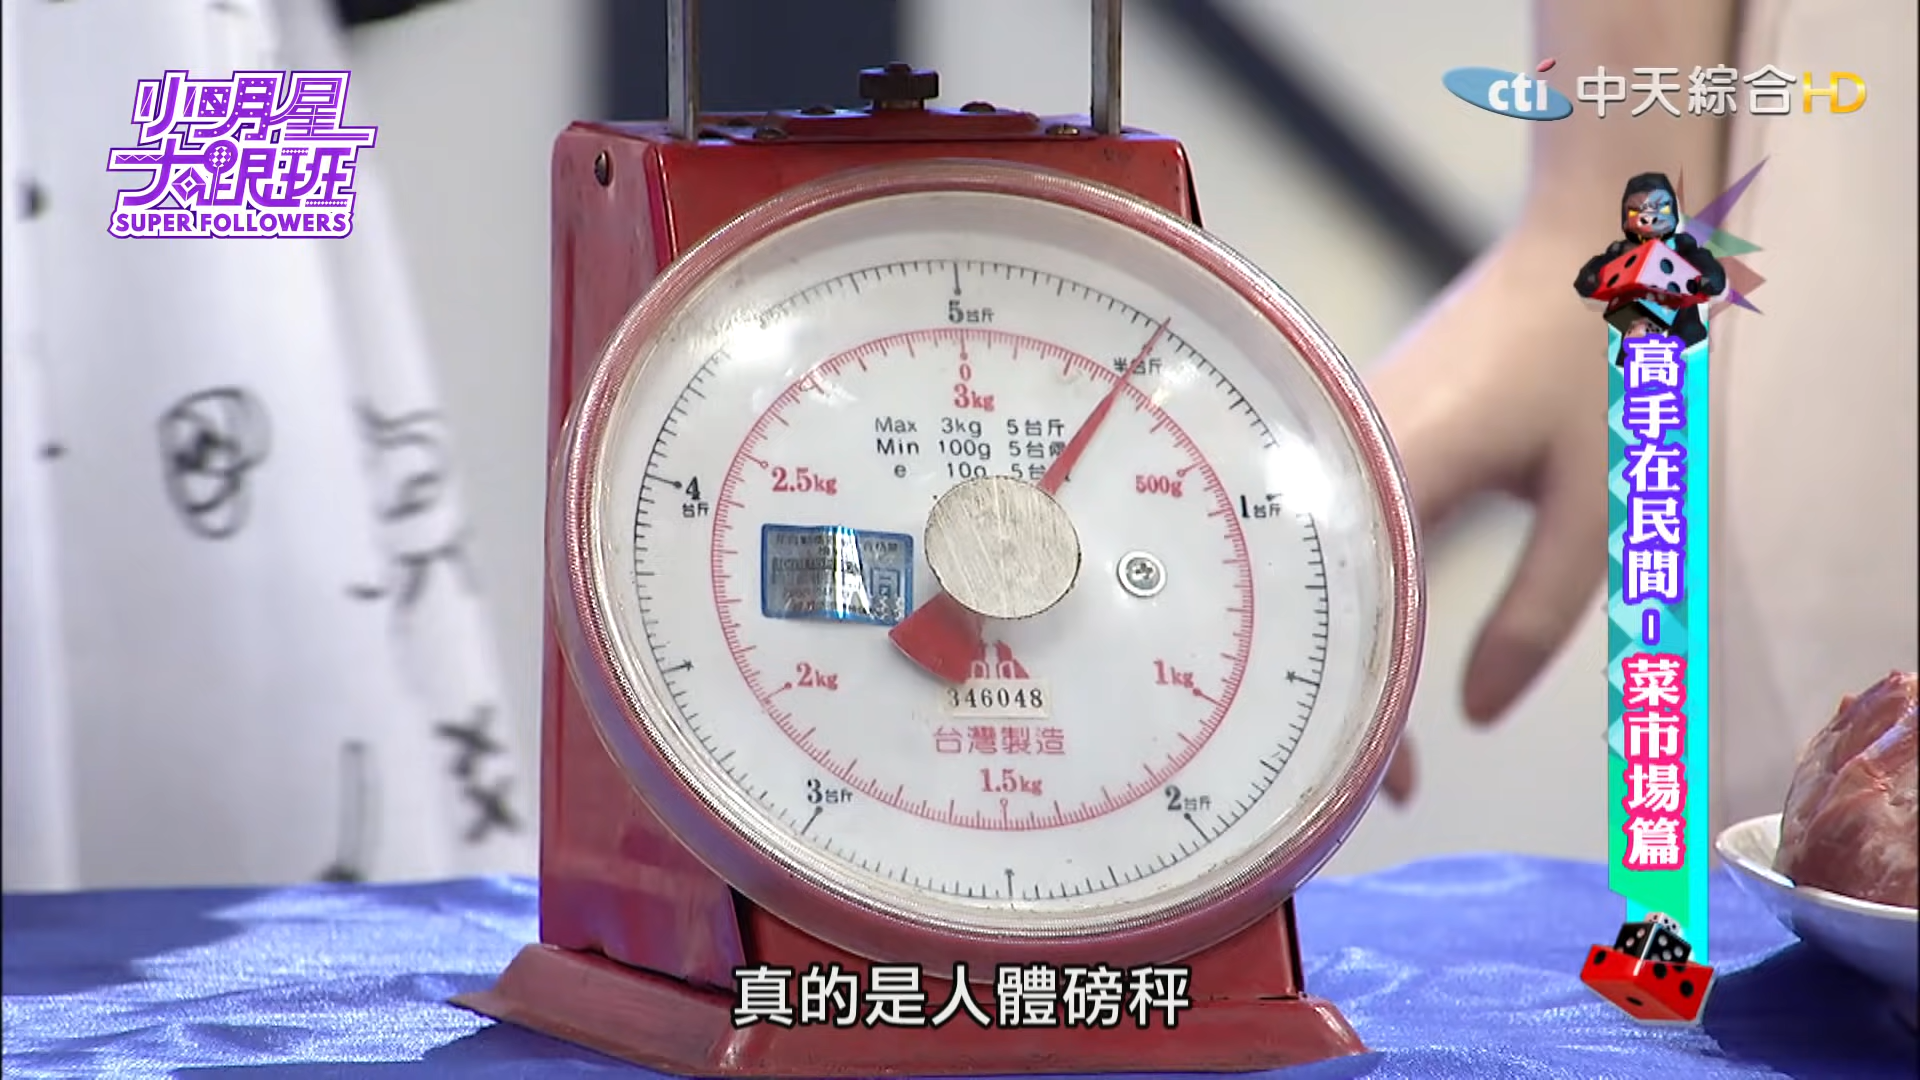 小明星
大跟班
SUPER FOLLOWERS
cti 中天綜合HD
高手在民間-菜市場篇
5台斤
半台斤
0
3kg
Max 3kg 5台斤
Min 100g 5台兩
e 10g 5台
2.5kg
500g
4台斤
1台斤
2kg
1kg
346048
台灣製造
1.5kg
3台斤
2台斤
真的是人體磅秤